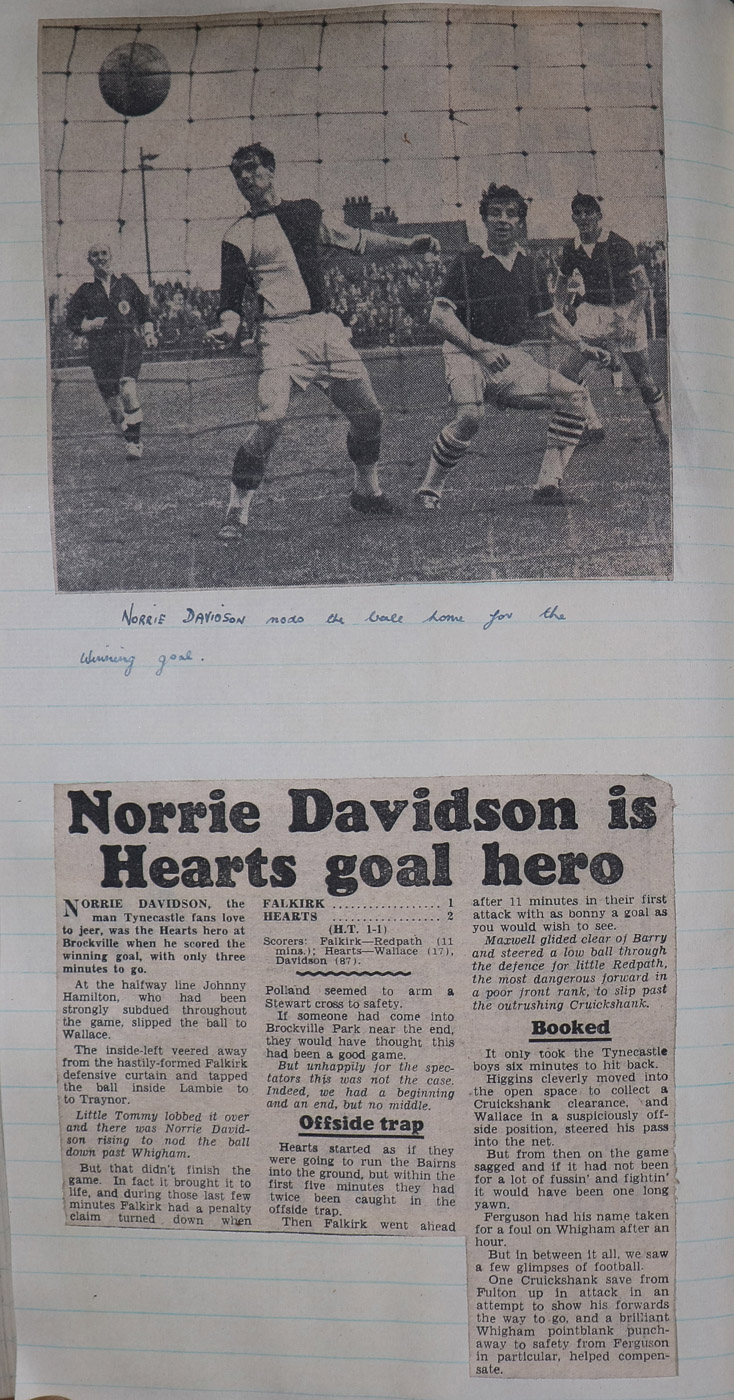 NORRIE DAVIDSON nods the ball home for the
winning goal.
Norrie Davidson is
Hearts goal hero
NORRIE DAVIDSON, the
man Tynecastle fans love
to jeer, was the Hearts hero at
Brockville when he scored the
winning goal, with only three
minutes to go.
At the halfway line Johnny
Hamilton, who had been
strongly subdued throughout
the game, slipped the ball to
Wallace.
The inside-left veered away
from the hastily-formed Falkirk
defensive curtain and tapped
the ball inside Lambie to
to Traynor.
Little Tommy lobbed it over
and there was Norrie David-
son rising to nod the ball
down past Whigham.
But that didn't finish the
game. In fact it brought it to
life, and during those last few
minutes Falkirk had a penalty
claim turned down when
FALKIRK ................ 1
HEARTS ................ 2
(H.T. 1-1)
Scorers: Falkirk—Redpath (11
mins.); Hearts—Wallace (17),
Davidson (87).
Polland seemed to arm a
Stewart cross to safety.
If someone had come into
Brockville Park near the end,
they would have thought this
had been a good game.
But unhappily for the spec-
tators this was not the case.
Indeed, we had a beginning
and an end, but no middle.
Offside trap
Hearts started as if they
were going to run the Bairns
into the ground, but within the
first five minutes they had
twice been caught in the
offside trap.
Then Falkirk went ahead
after 11 minutes in their first
attack with as bonny a goal as
you would wish to see.
Maxwell glided clear of Barry
and steered a low ball through
the defence for little Redpath,
the most dangerous forward in
a poor front rank, to slip past
the outrushing Cruickshank.
Booked
It only took the Tynecastle
boys six minutes to hit back.
Higgins cleverly moved into
the open space to collect a
Cruickshank clearance, and
Wallace in a suspiciously off-
side position, steered his pass
into the net.
But from then on the game
sagged and if it had not been
for a lot of fussin' and fightin'
it would have been one long
yawn.
Ferguson had his name taken
for a foul on Whigham after an
hour.
But in between it all, we saw
a few glimpses of football.
One Cruickshank save from
Fulton up in attack in an
attempt to show his forwards
the way to go, and a brilliant
Whigham pointblank punch-
away to safety from Ferguson
in particular, helped compen-
sate.